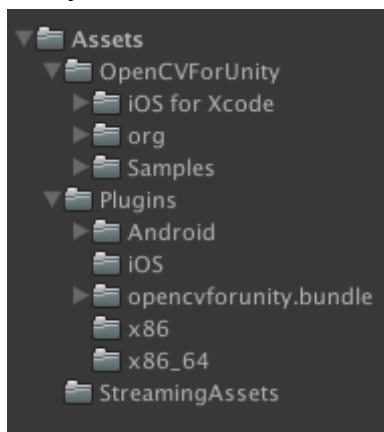 Assets
OpenCVForUnity
iOS for Xcode
org
Samples
Plugins
Android
iOS
opencvforunity.bundle
x86
x86_64
StreamingAssets